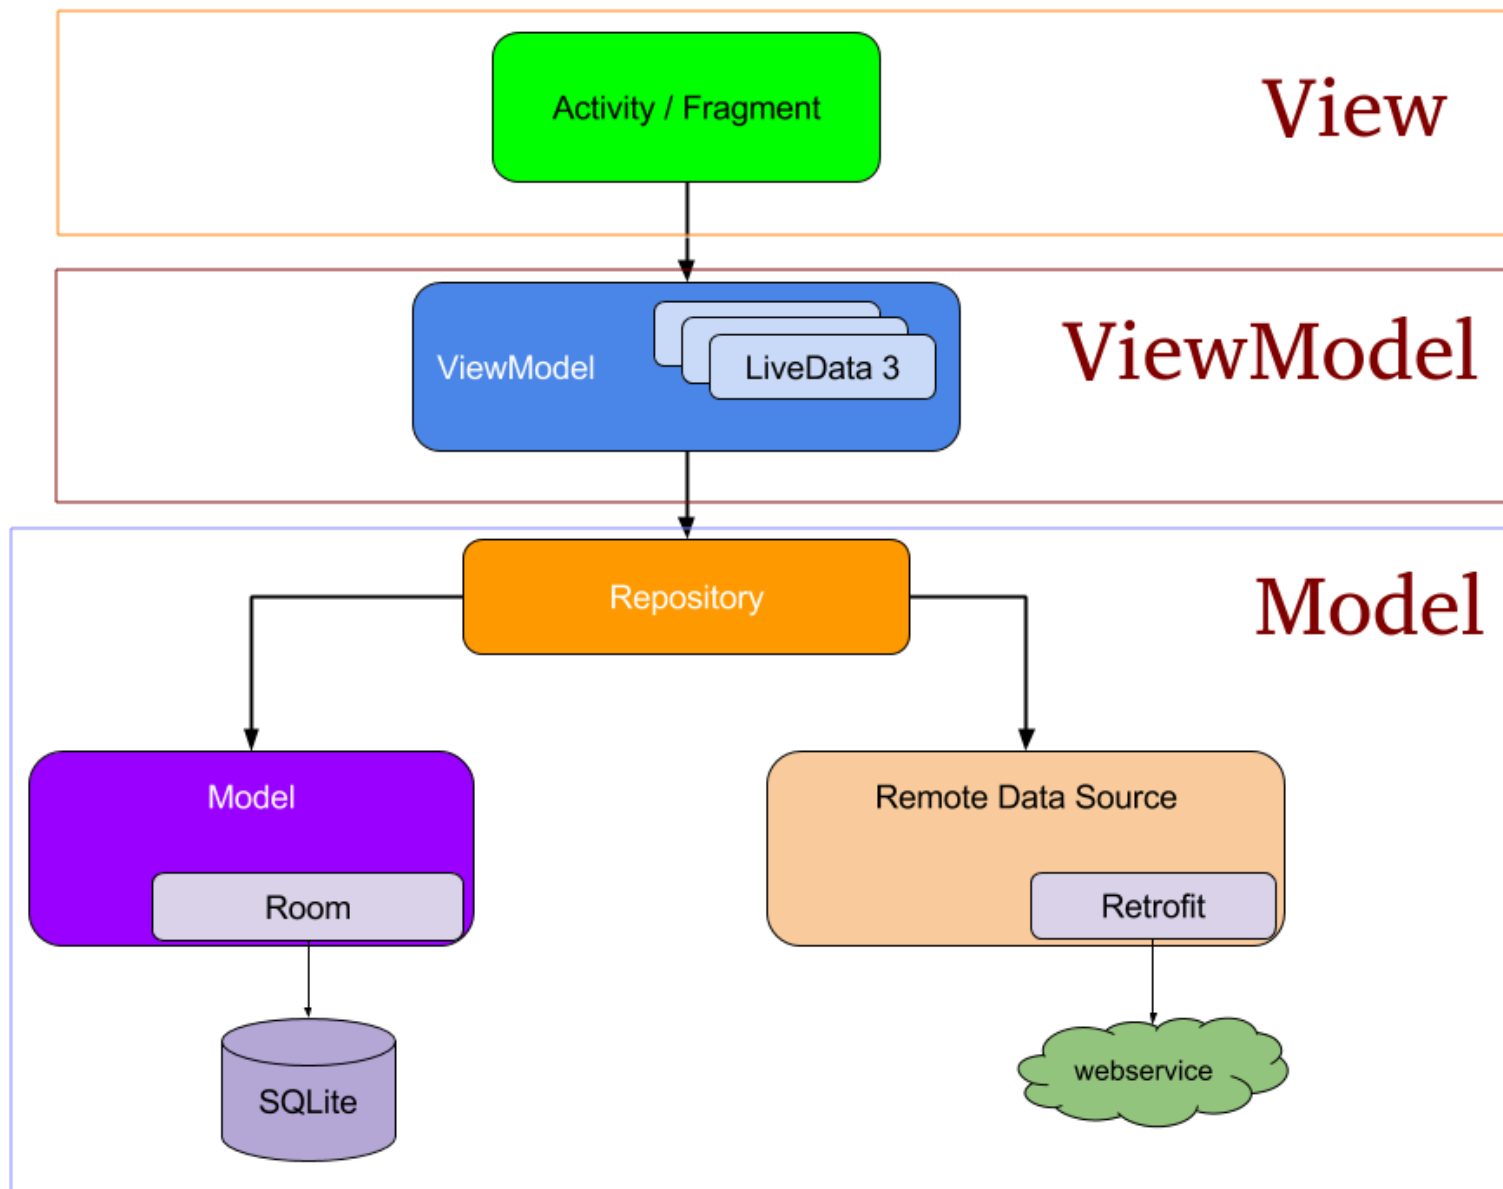 Activity / Fragment
View
ViewModel
LiveData 3
ViewModel
Repository
Model
Model
Remote Data Source
Room
Retrofit
SQLite
webservice